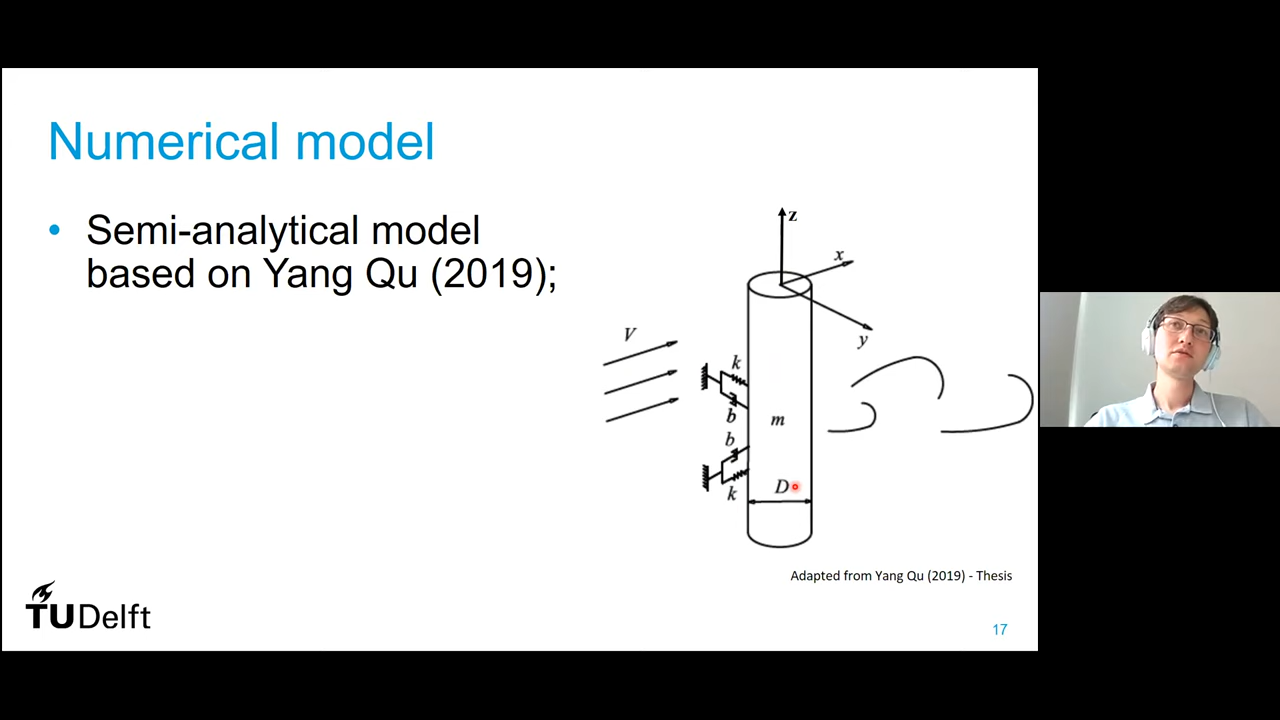 Numerical model
• Semi-analytical model
based on Yang Qu (2019);
z
x
y
V
k
b
b
k
m
D
Adapted from Yang Qu (2019) - Thesis
TUDelft
17